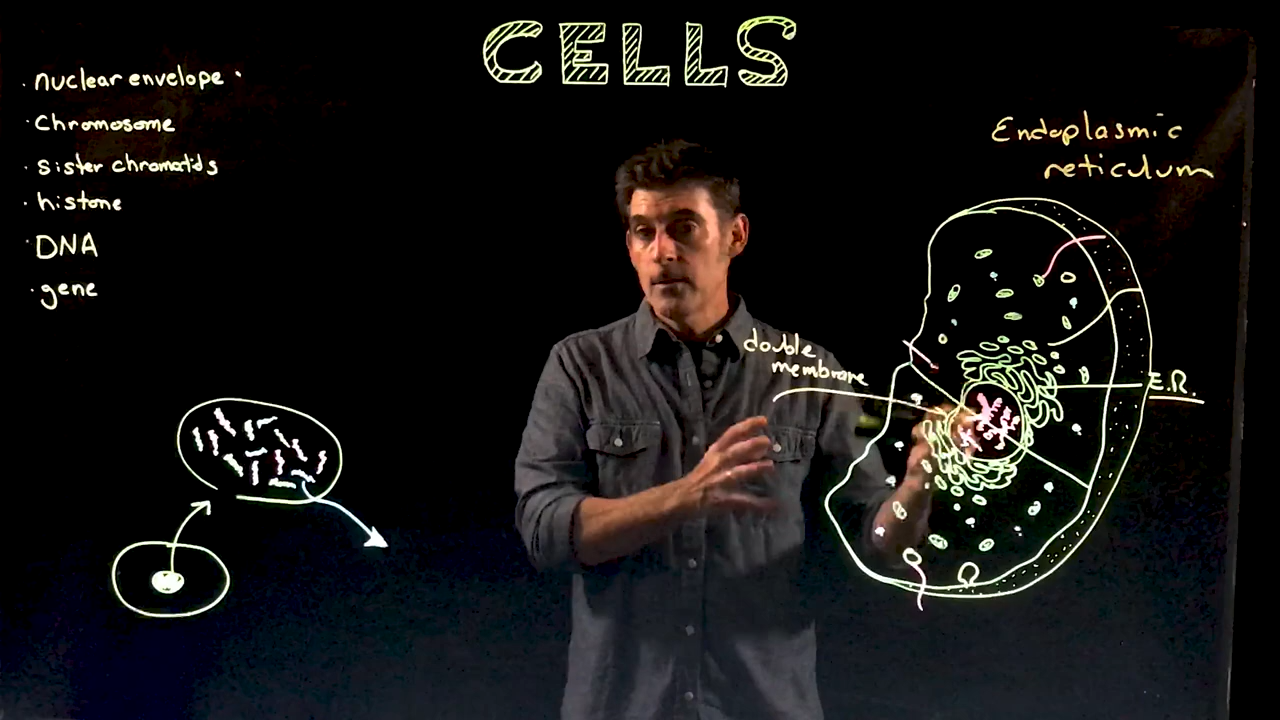 CELLS
· nuclear envelope ·
· Chromosome
· Sister chromatids
· histone
· DNA
· gene
Endoplasmic
reticulum
double
membrane
E.R.